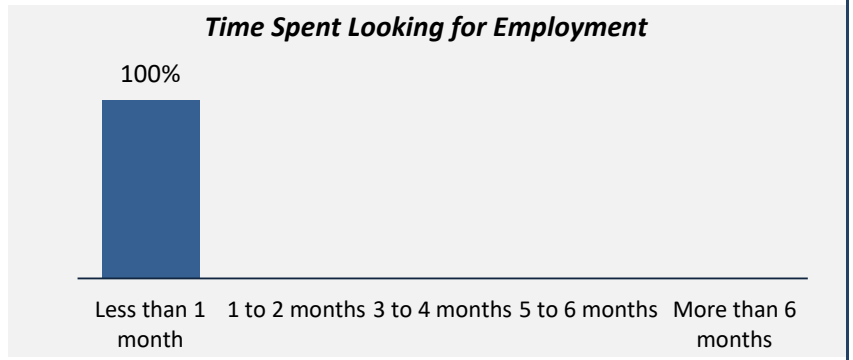 Time Spent Looking for Employment
100%
Less than 1 month
1 to 2 months
3 to 4 months
5 to 6 months
More than 6 months